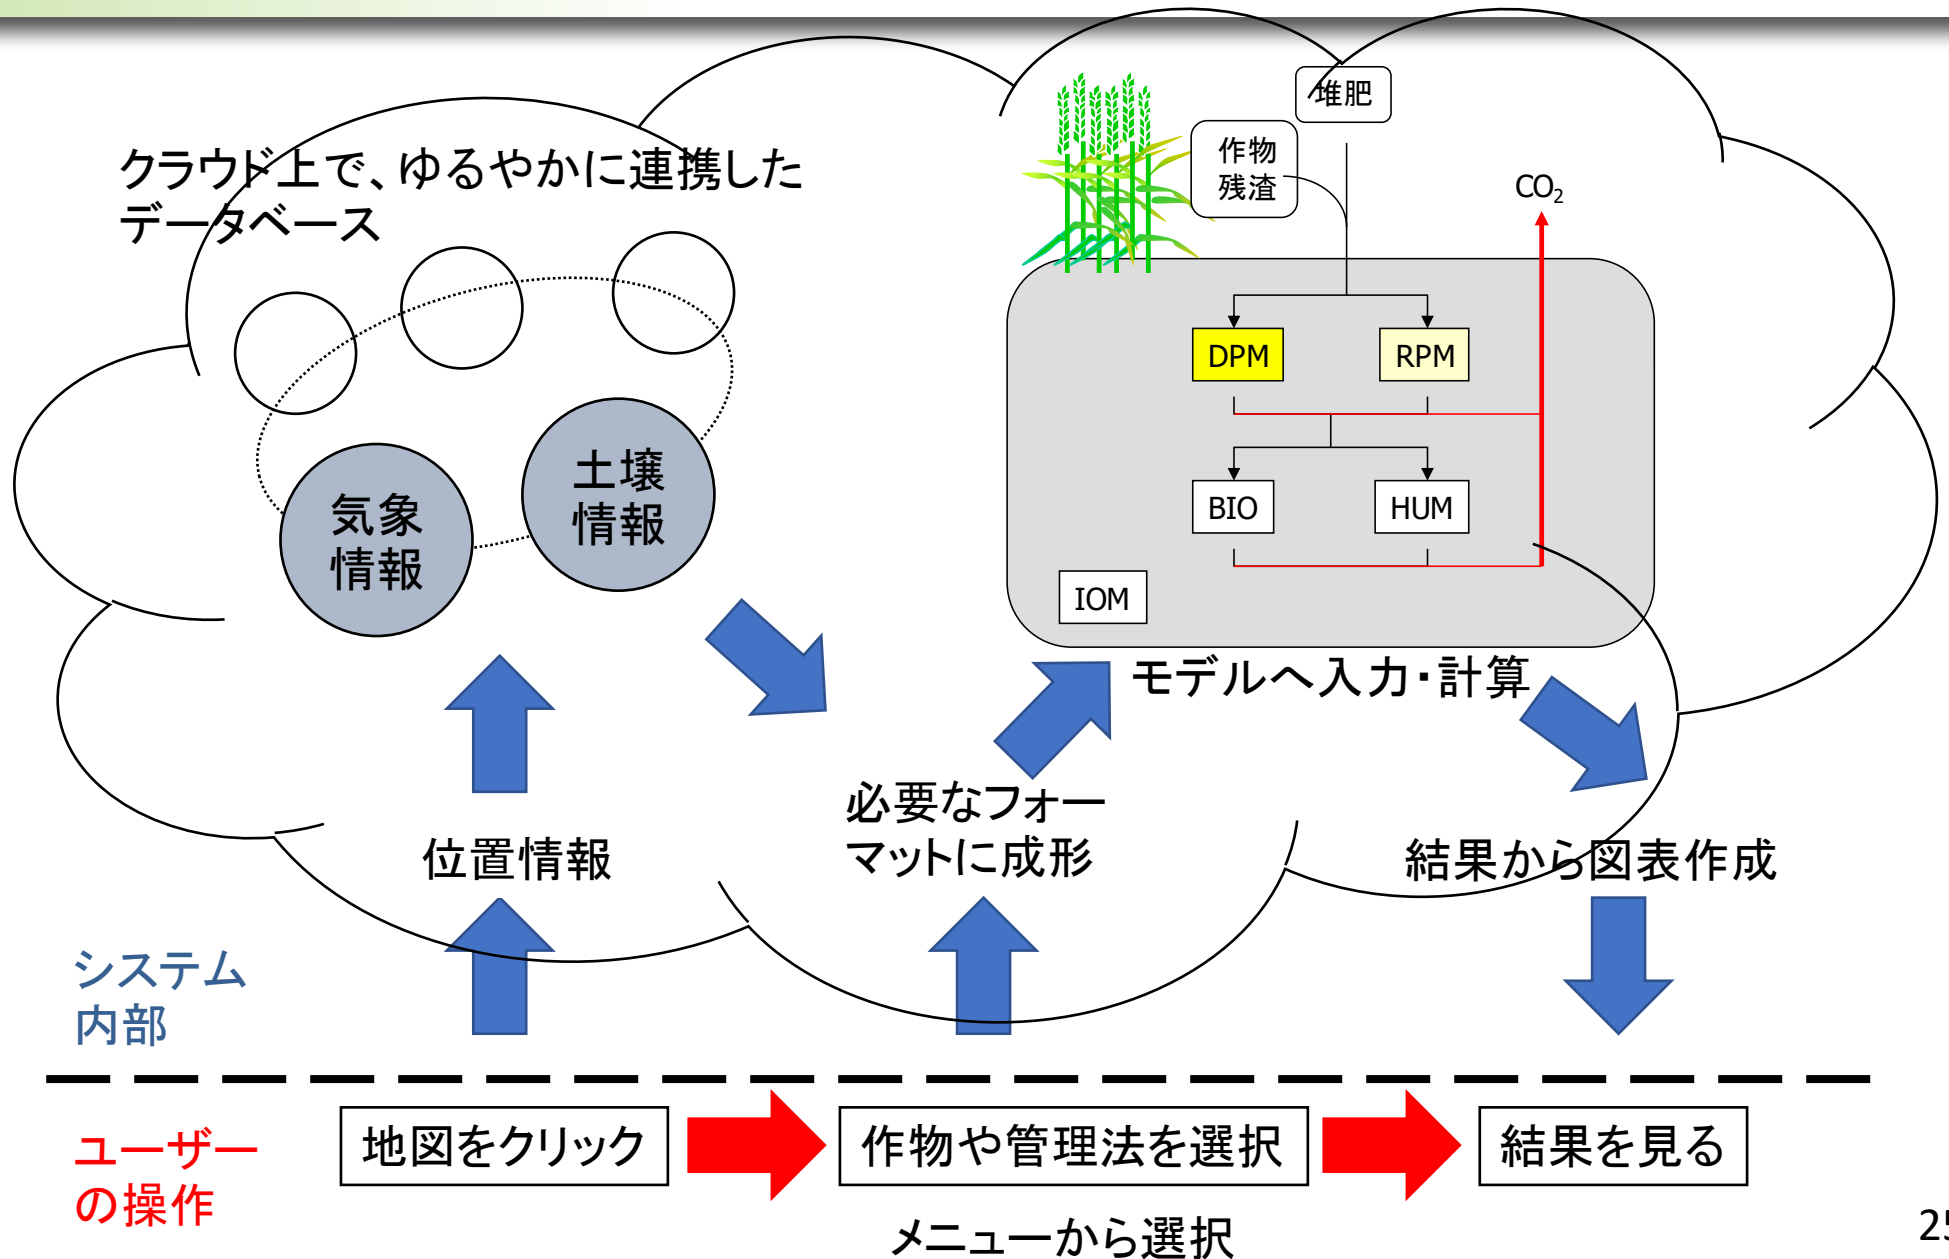 クラウド上で、ゆるやかに連携した
データベース
気象
情報
土壌
情報
堆肥
作物
残渣
CO₂
DPM
RPM
BIO
HUM
IOM
モデルへ入力・計算
位置情報
必要なフォー
マットに成形
結果から図表作成
システム
内部
ユーザー
の操作
地図をクリック
作物や管理法を選択
結果を見る
メニューから選択